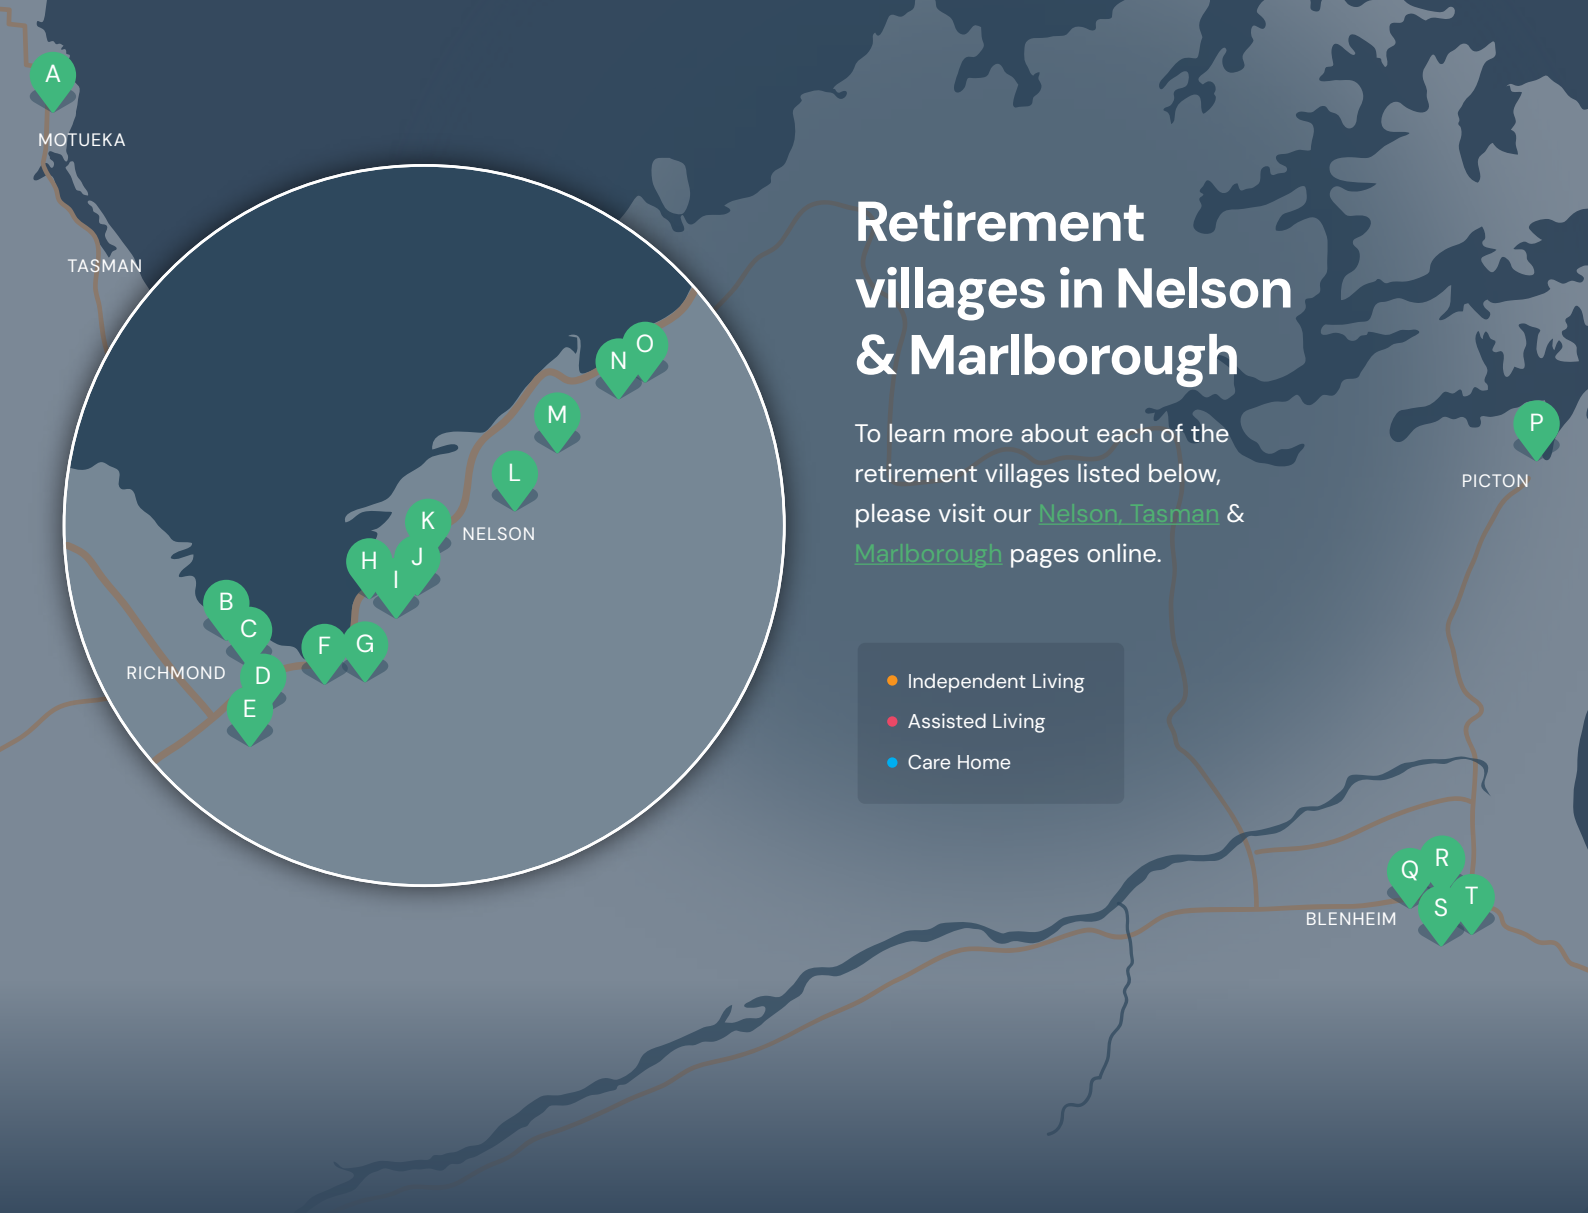 A
MOTUEKA
TASMAN
Retirement
villages in Nelson
& Marlborough
To learn more about each of the
retirement villages listed below,
please visit our Nelson, Tasman &
Marlborough pages online.
Independent Living
Assisted Living
Care Home
O
N
M
L
K
NELSON
J
H
I
B
C
F
G
RICHMOND
D
E
P
PICTON
R
Q
T
S
BLENHEIM